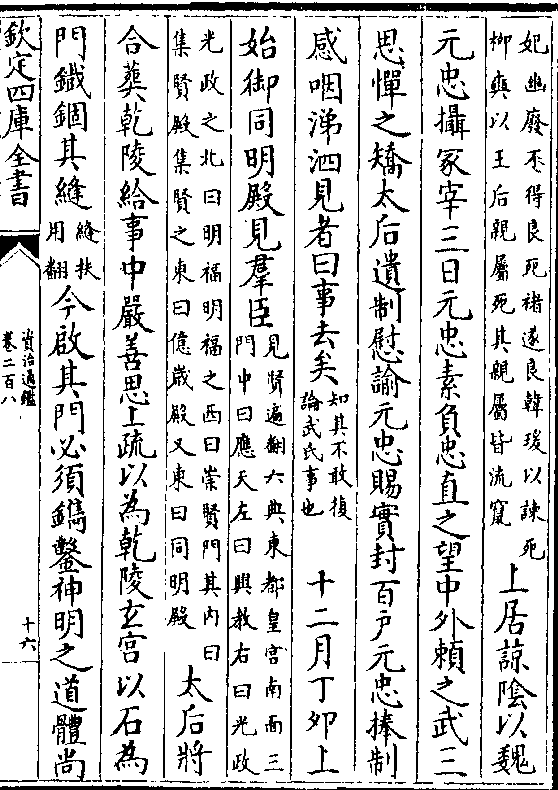 妃幽廢不得良死褚遂良韓瑗以諫死
柳奭以王后親屬死其親屬皆流竄
上居諒陰以魏
元忠攝冢宰三日元忠素負忠直之望中外賴之武三
思憚之矯太后遺制慰諭元忠賜實封百戶元忠捧制
感咽涕泗見者曰事去矣
知其不敢復
論武氏事也
十二月丁夘上
始御同明殿見羣臣
見賢遍翻六典東都皇宮南面三
門中曰應天左曰興教右曰光政
光政之北曰明福明福之西曰崇賢門其内曰
集賢殿集賢之東曰億歲殿又東曰同明殿
太后將
合葬乾陵給事中嚴善思上疏以為乾陵玄宫以石為
門鐵錮其縫
縫扶
用翻
今啟其門必須鐫鑿神明之道體尚
欽定四庫全書
資治通鑑
卷二百八
十六